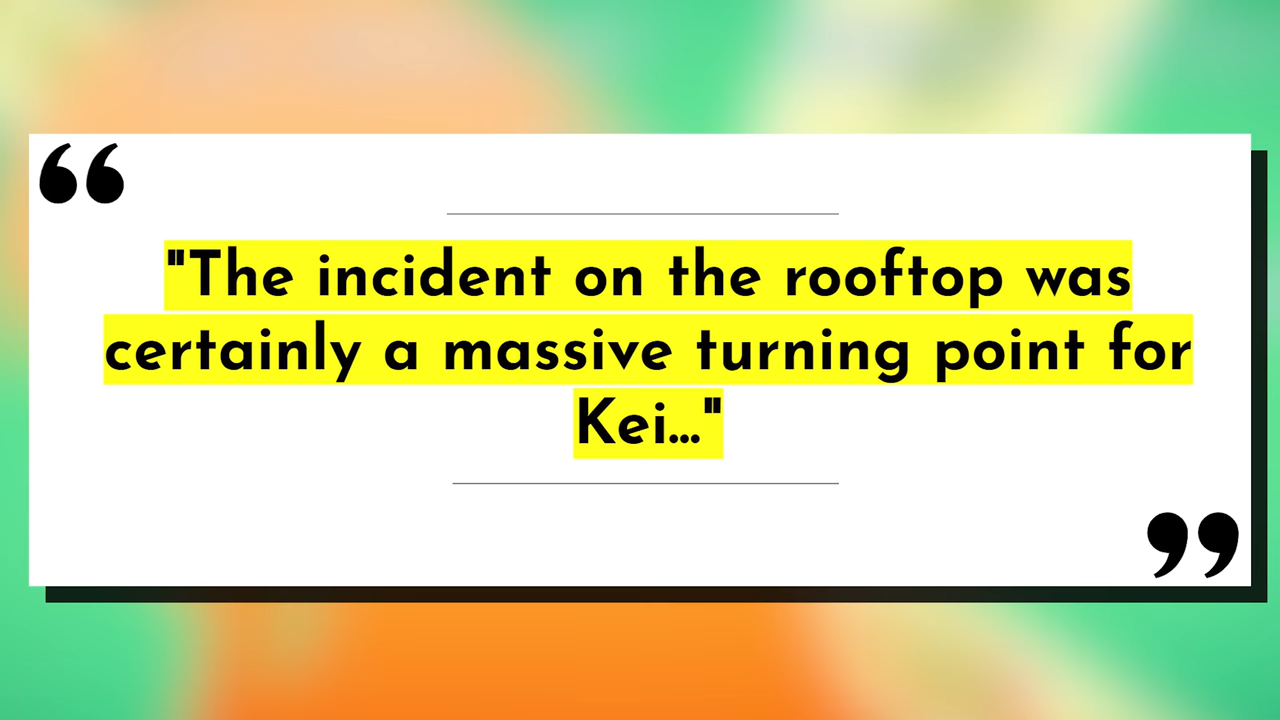 “
"The incident on the rooftop was
certainly a massive turning point for
Kei..."
”